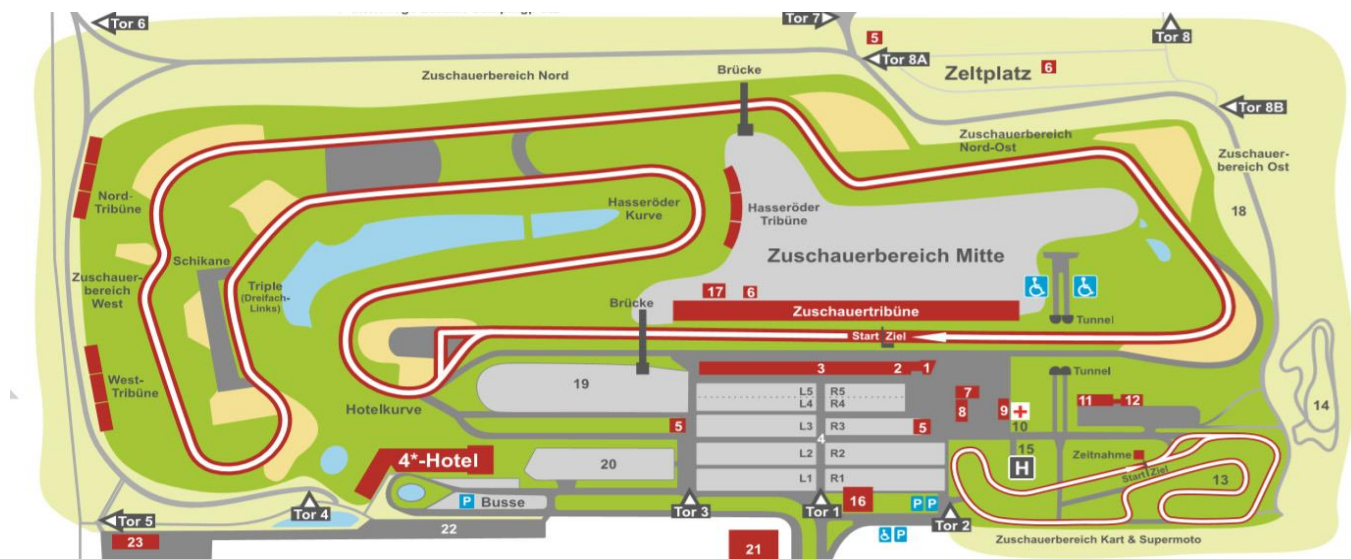 Tor 6
Tor 7
5
Tor 8
Tor 8A
Zeltplatz
6
Zuschauerbereich Nord
Brücke
Tor 8B
Zuschauerbereich
Nord-Ost
Zuschauer-
bereich Ost
18
Nord-
Tribüne
Hasseröder
Kurve
Hasseröder
Tribüne
Zuschauerbereich Mitte
Schikane
Zuschauer-
bereich
West
Triple
(Dreifach-
Links)
17
6
Brücke
Zuschauertribüne
Tunnel
Start Ziel
3
2
1
Tunnel
West-
Tribüne
19
Hotelkurve
L5
R5
L4
R4
7
8
9
11
12
14
5
L3
R3
5
4
10
4*-Hotel
20
L2
R2
15
H
Zeitnahme
Start Ziel
13
L1
R1
P
Busse
16
P
P
Tor 5
Tor 4
22
Tor 3
Tor 1
Tor 2
23
21
P
Zuschauerbereich Kart & Supermoto